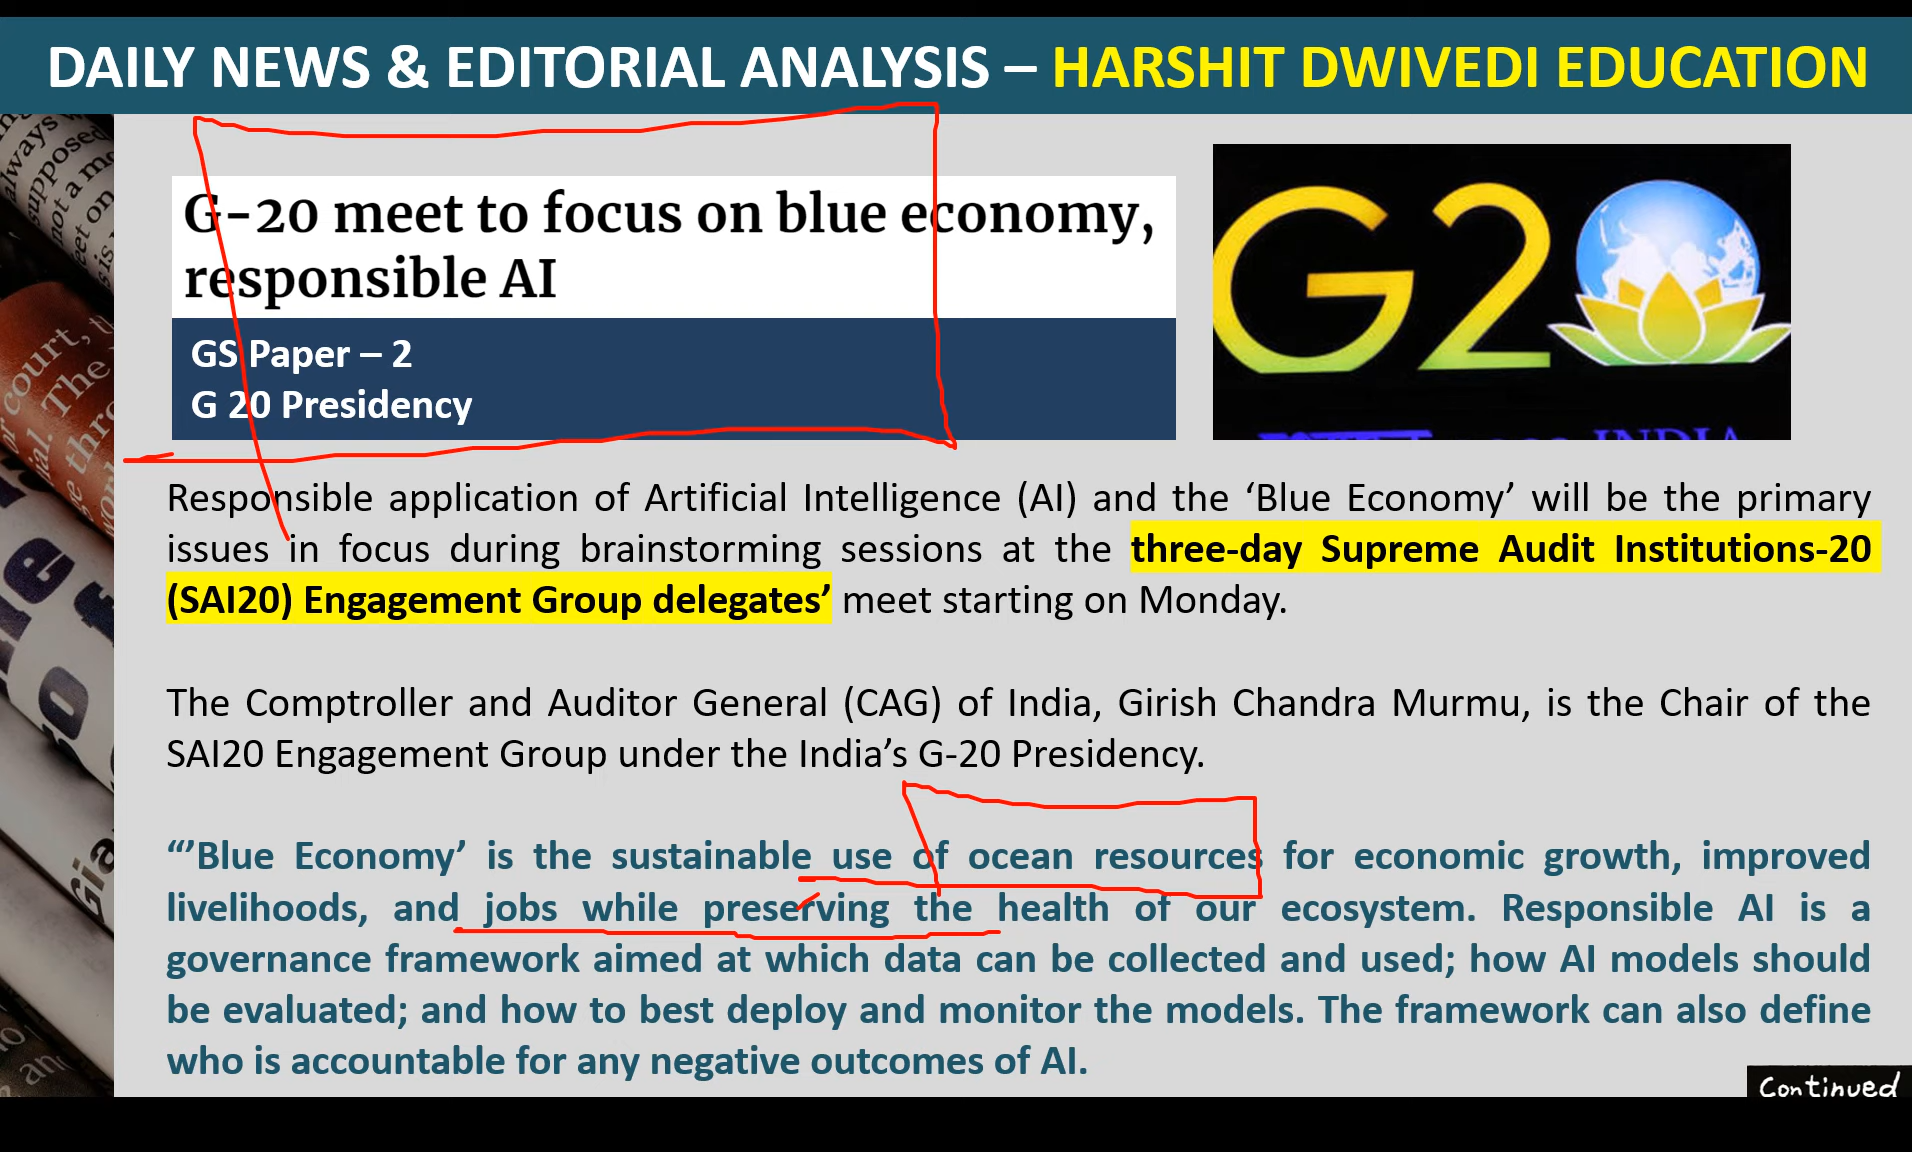 DAILY NEWS & EDITORIAL ANALYSIS – HARSHIT DWIVEDI EDUCATION
G-20 meet to focus on blue economy,
responsible AI
GS Paper – 2
G 20 Presidency
G20
INDIA
Responsible application of Artificial Intelligence (AI) and the ‘Blue Economy’ will be the primary
issues in focus during brainstorming sessions at the three-day Supreme Audit Institutions-20
(SAI20) Engagement Group delegates’ meet starting on Monday.
The Comptroller and Auditor General (CAG) of India, Girish Chandra Murmu, is the Chair of the
SAI20 Engagement Group under the India’s G-20 Presidency.
“’Blue Economy’ is the sustainable use of ocean resources for economic growth, improved
livelihoods, and jobs while preserving the health of our ecosystem. Responsible AI is a
governance framework aimed at which data can be collected and used; how AI models should
be evaluated; and how to best deploy and monitor the models. The framework can also define
who is accountable for any negative outcomes of AI.
Continued